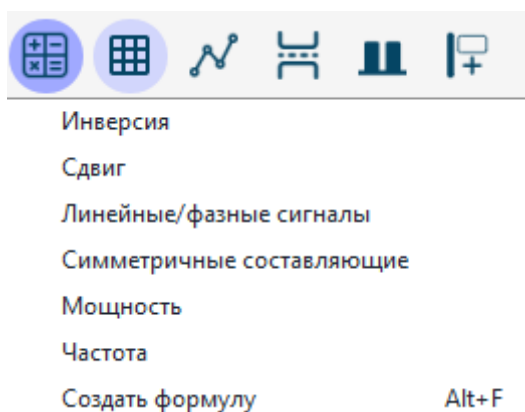 Инверсия
Сдвиг
Линейные/фазные сигналы
Симметричные составляющие
Мощность
Частота
Создать формулу Alt+F